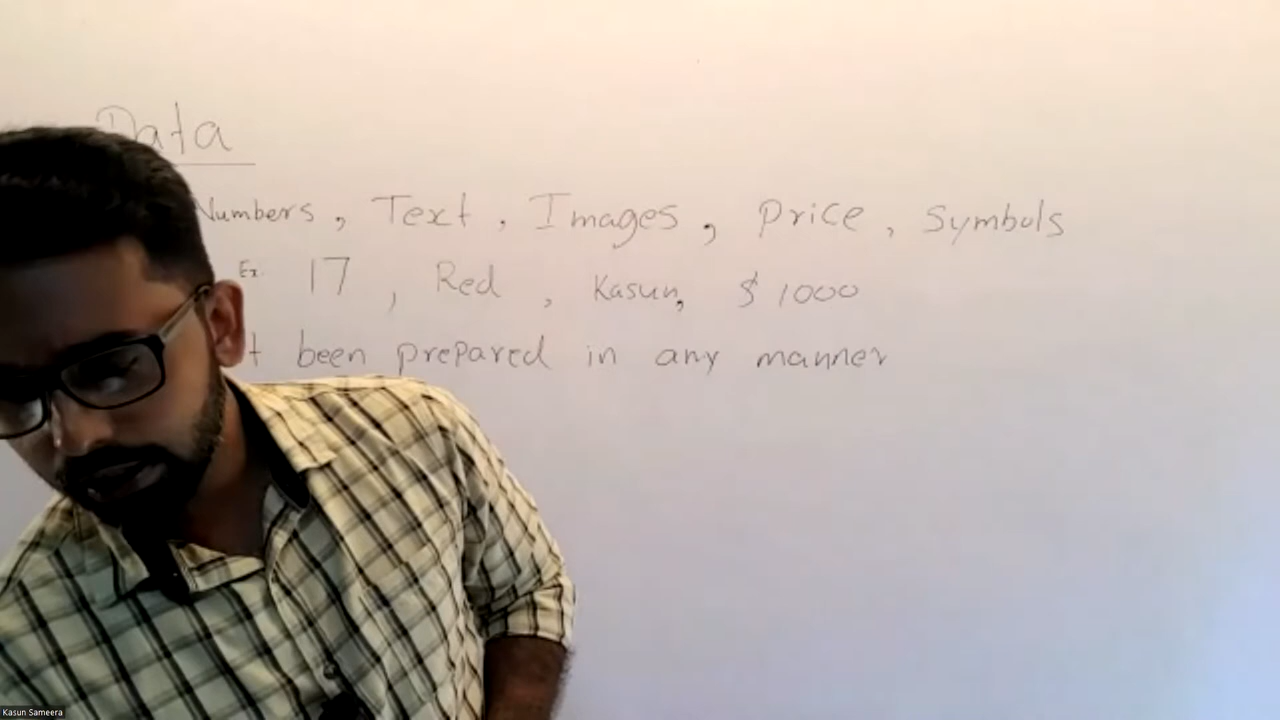 Data
Numbers, Text, Images, Price, Symbols
Ex 17, Red, Kasun, $ 1000
been prepared in any manner
Kasun Sameera